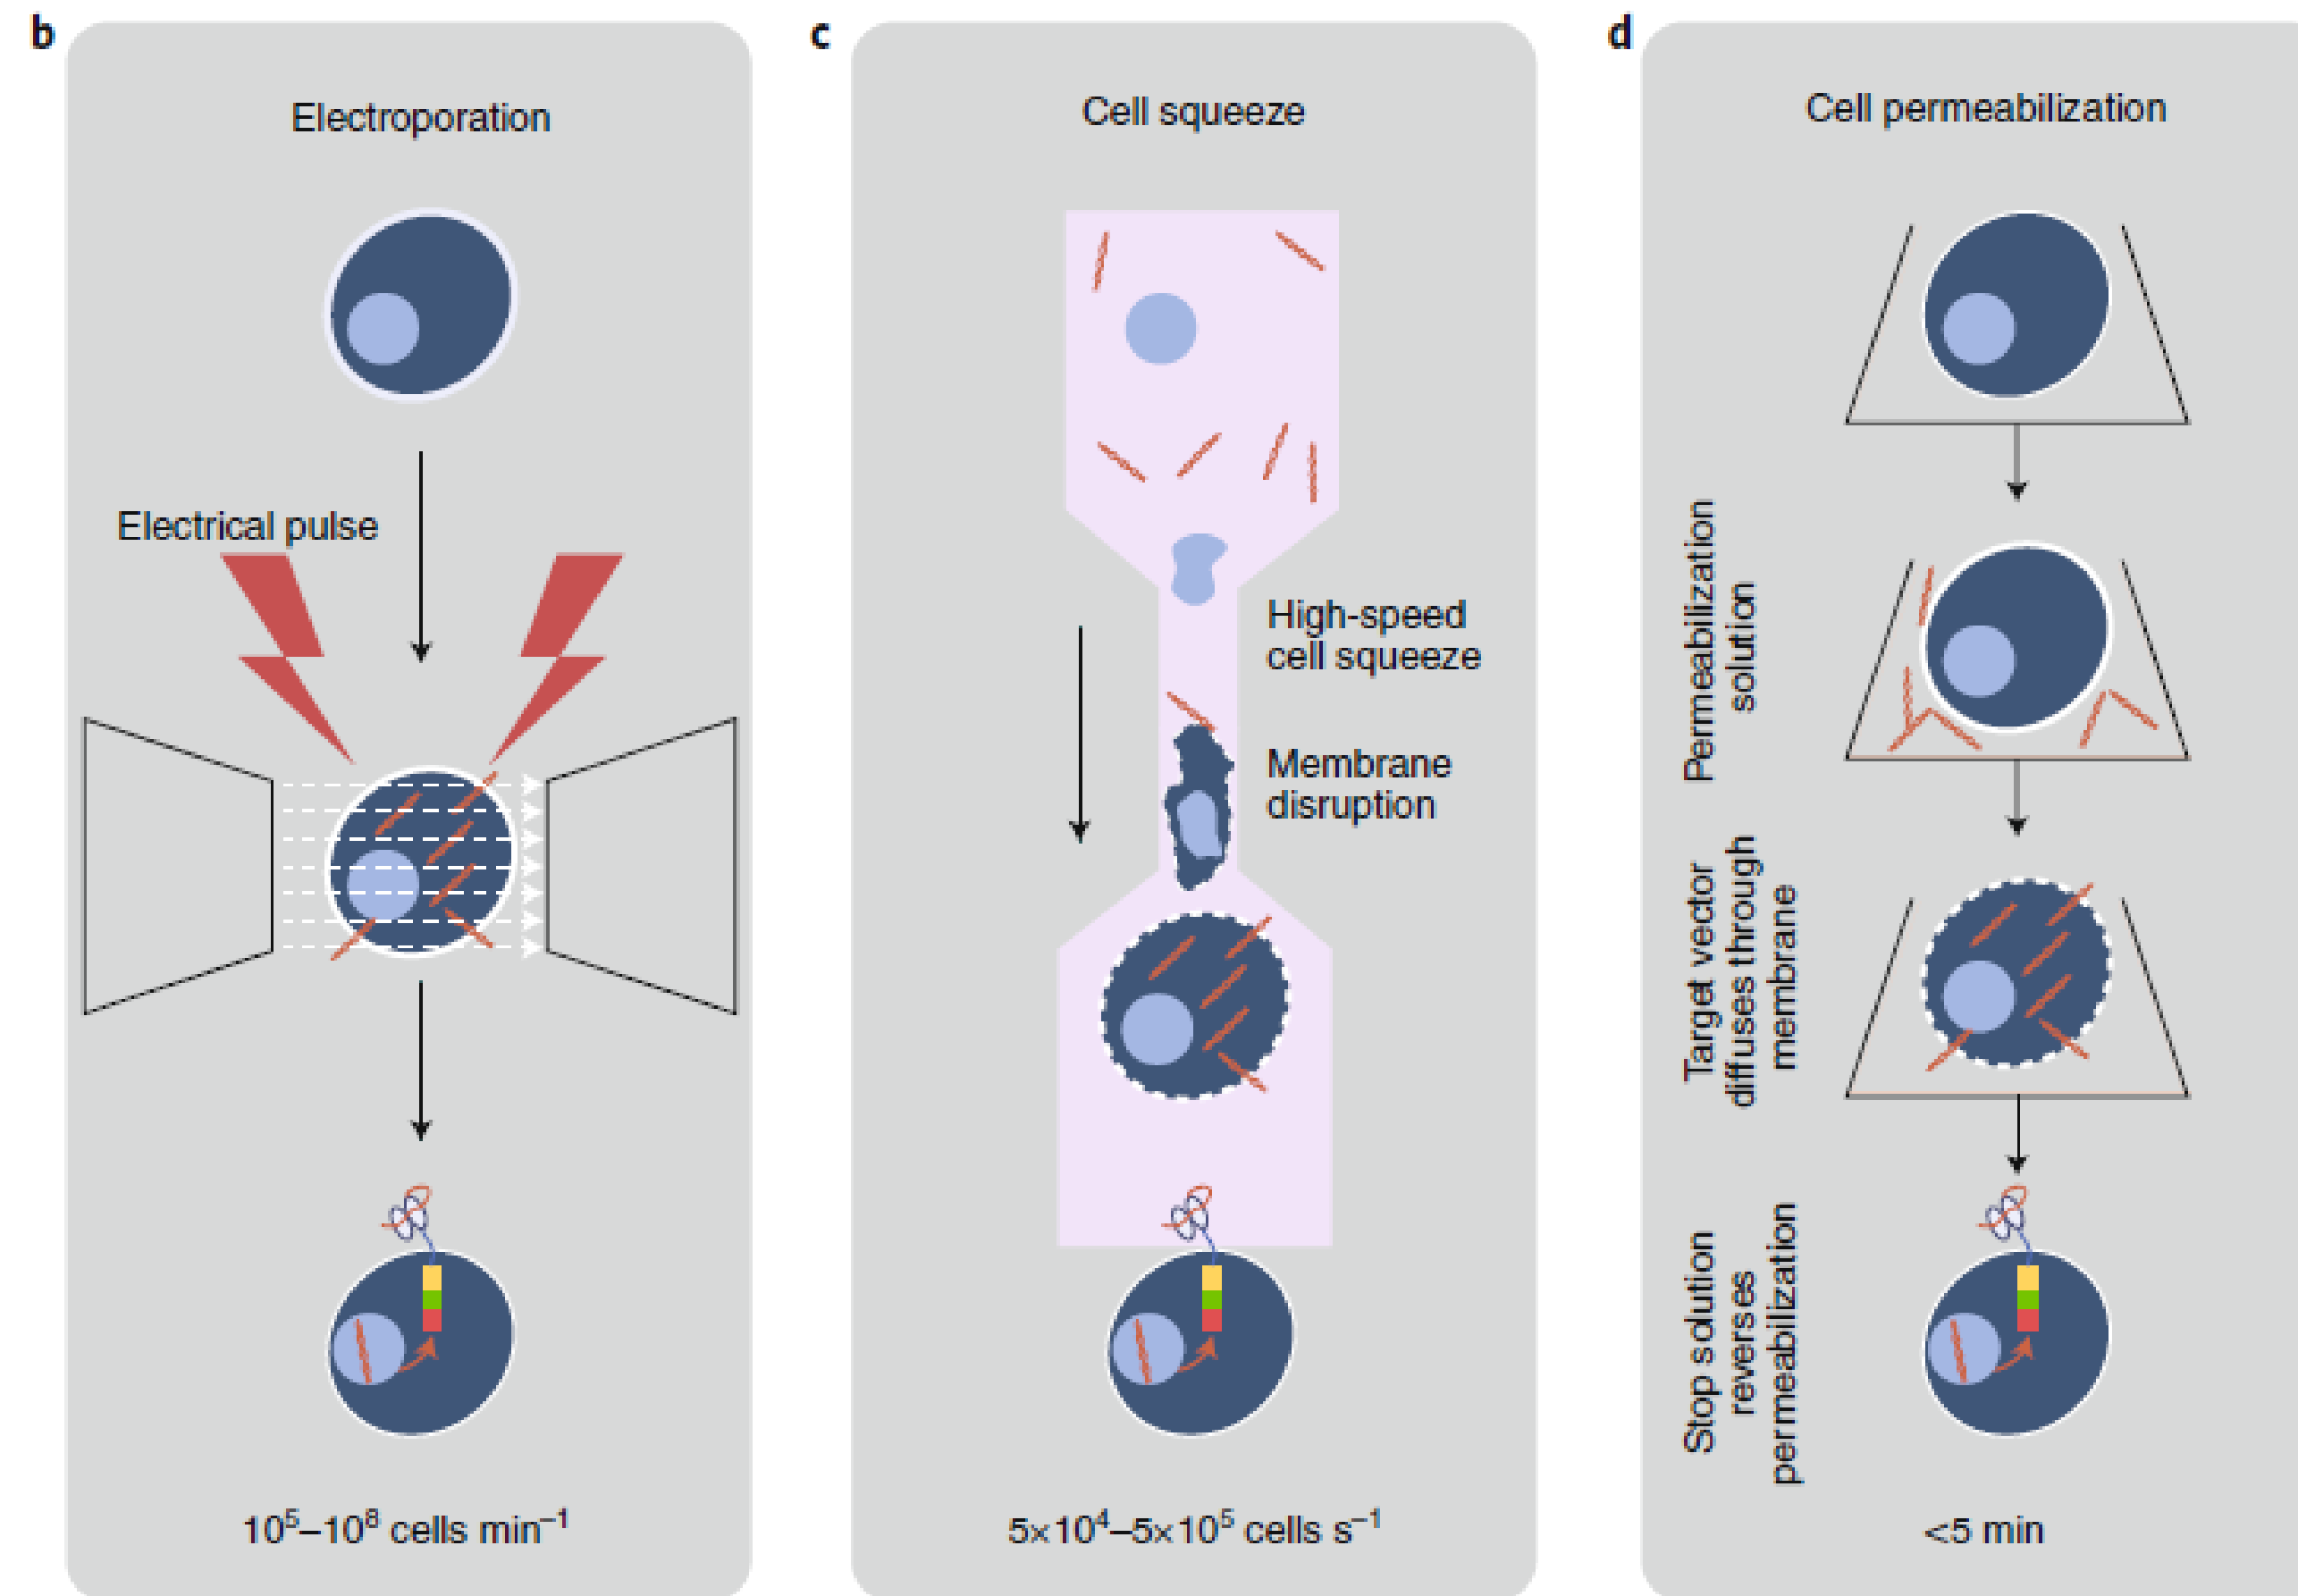 b
Electroporation
Electrical pulse
10⁵–10⁸ cells min⁻¹
c
Cell squeeze
High-speed
cell squeeze
Membrane
disruption
5×10⁴–5×10⁵ cells s⁻¹
d
Cell permeabilization
Permeabilization
solution
Target vector
diffuses through
membrane
Stop solution
reverses
permeabilization
<5 min